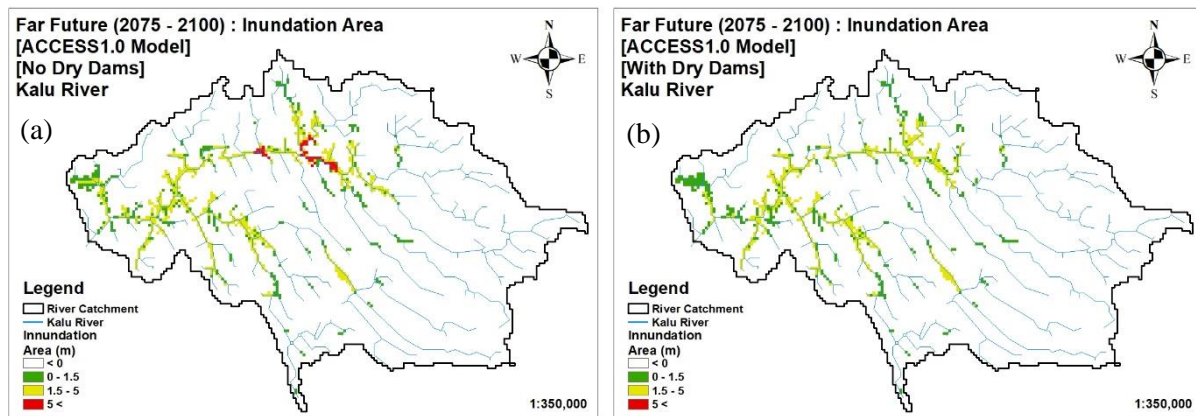 Far Future (2075 - 2100) : Inundation Area
[ACCESS1.0 Model]
[No Dry Dams]
Kalu River
(a)
N
W
E
S
Legend
River Catchment
Kalu River
Innundation
Area (m)
< 0
0 - 1.5
1.5 - 5
5 <
1:350,000
Far Future (2075 - 2100) : Inundation Area
[ACCESS1.0 Model]
[With Dry Dams]
Kalu River
(b)
N
W
E
S
Legend
River Catchment
Kalu River
Innundation
Area (m)
< 0
0 - 1.5
1.5 - 5
5 <
1:350,000